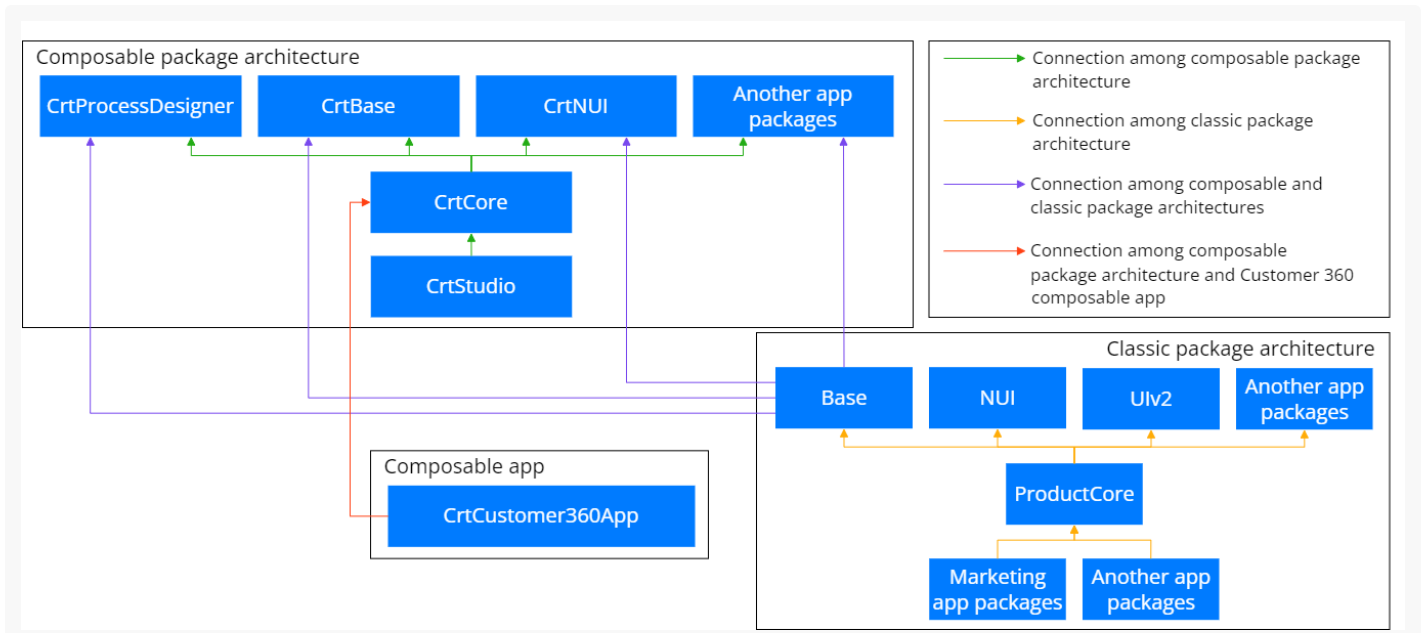 Composable package architecture
CrtProcessDesigner
CrtBase
CrtNUI
Another app
packages
CrtCore
CrtStudio
Connection among composable package
architecture
Connection among classic package
architecture
Connection among composable and
classic package architectures
Connection among composable
package architecture and Customer 360
composable app
Classic package architecture
Base
NUI
UIv2
Another app
packages
ProductCore
Marketing
app packages
Another app
packages
Composable app
CrtCustomer360App